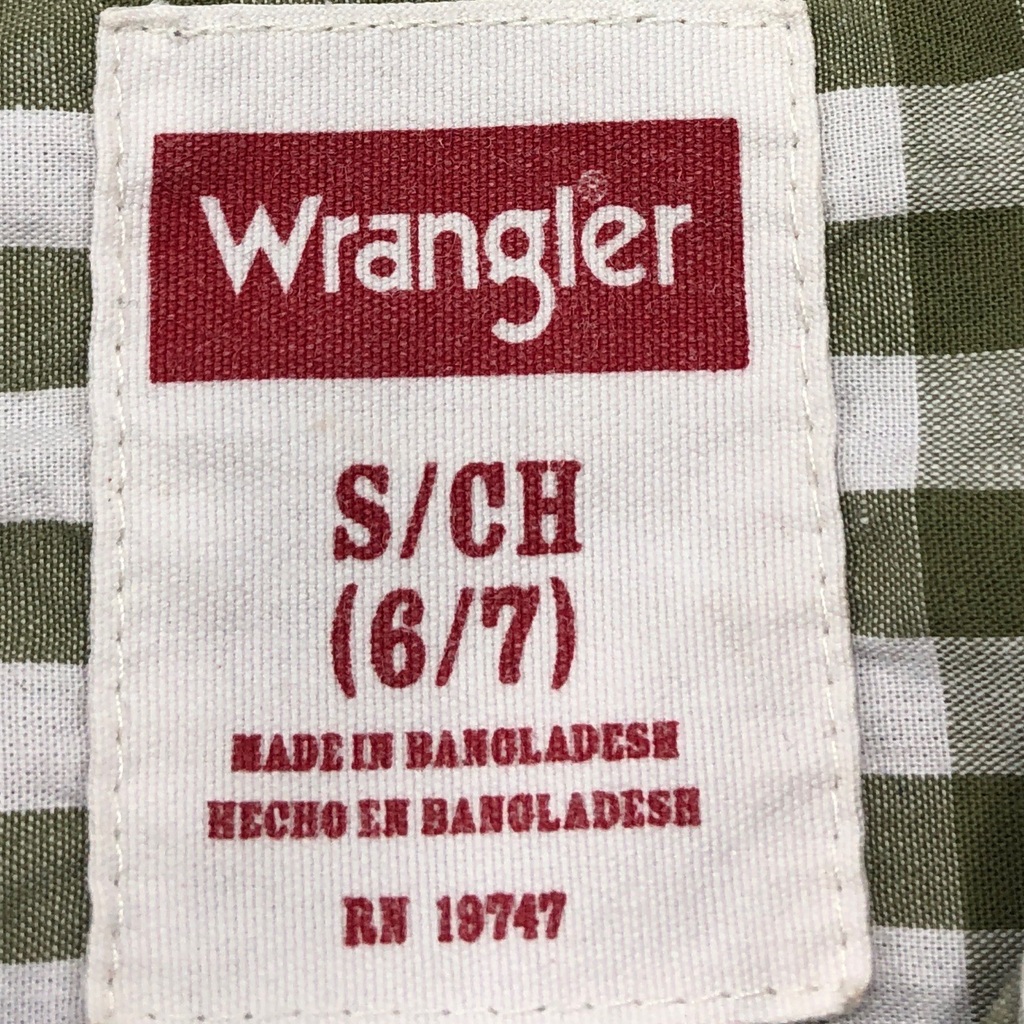 Wrangler®
S/CH
(6/7)
MADE IN BANGLADESH
HECHO EN BANGLADESH
RN 19747